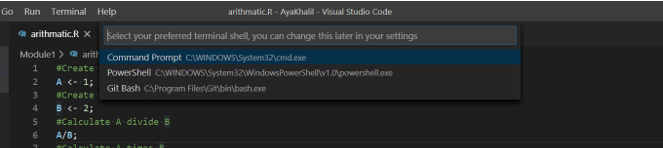 Go Run Terminal Help arithmatic.R - AyaKhalil - Visual Studio Code
arithmatic.R × Select your preferred terminal shell, you can change this later in your settings
Module1 > arith Command Prompt C:\WINDOWS\System32\cmd.exe
1 #Create PowerShell C:\WINDOWS\System32\WindowsPowerShell\v1.0\powershell.exe
2 A <- 1;
3 #Create Git Bash C:\Program Files\Git\bin\bash.exe
4 B <- 2;
5 #Calculate A divide B
6 A/B;
7 #Calculate A times B